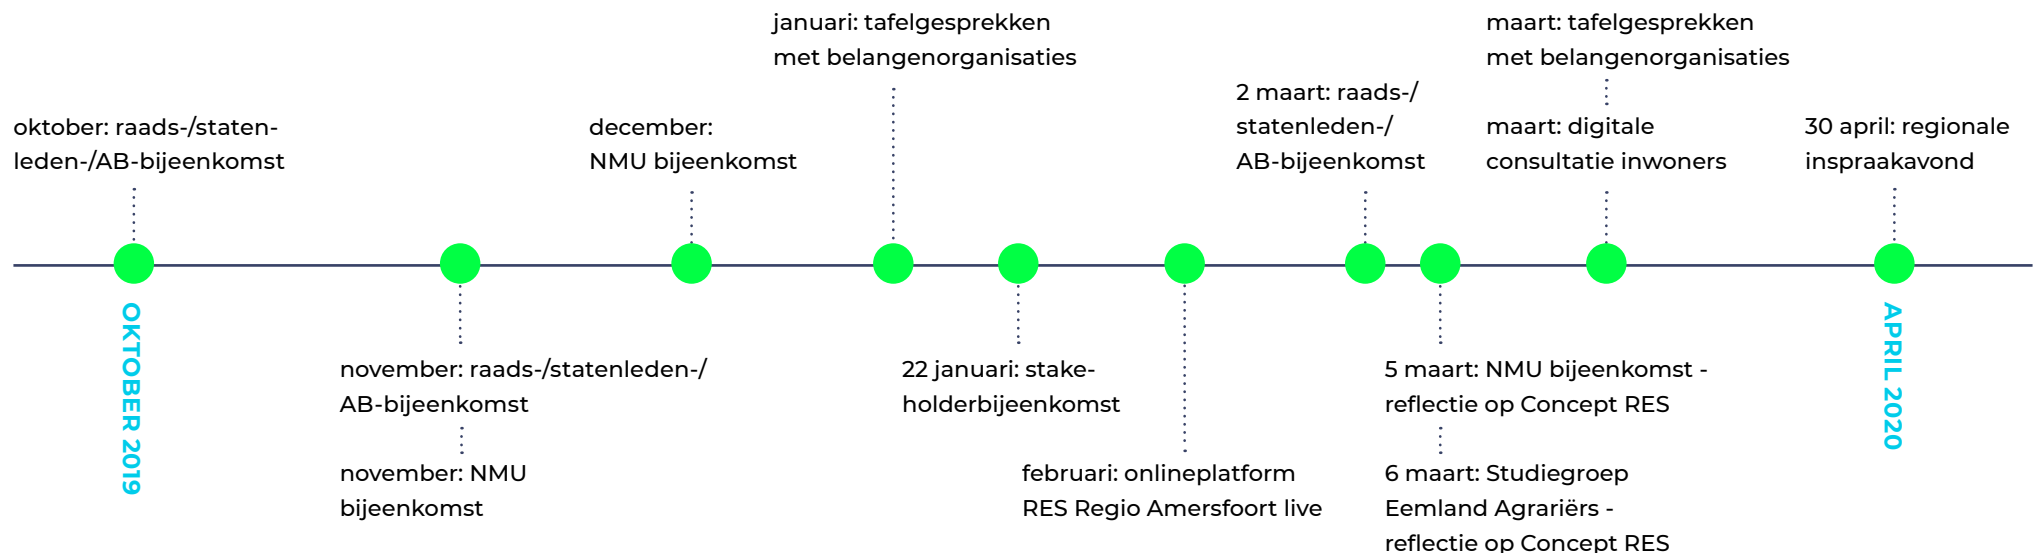 oktober: raads-/staten-
leden-/AB-bijeenkomst
OKTOBER 2019
november: raads-/statenleden-/
AB-bijeenkomst
november: NMU
bijeenkomst
december:
NMU bijeenkomst
januari: tafelgesprekken
met belangenorganisaties
22 januari: stake-
holderbijeenkomst
februari: onlineplatform
RES Regio Amersfoort live
2 maart: raads-/
statenleden-/
AB-bijeenkomst
5 maart: NMU bijeenkomst -
reflectie op Concept RES
6 maart: Studiegroep
Eemland Agrariërs -
reflectie op Concept RES
maart: tafelgesprekken
met belangenorganisaties
maart: digitale
consultatie inwoners
30 april: regionale
inspraakavond
APRIL 2020